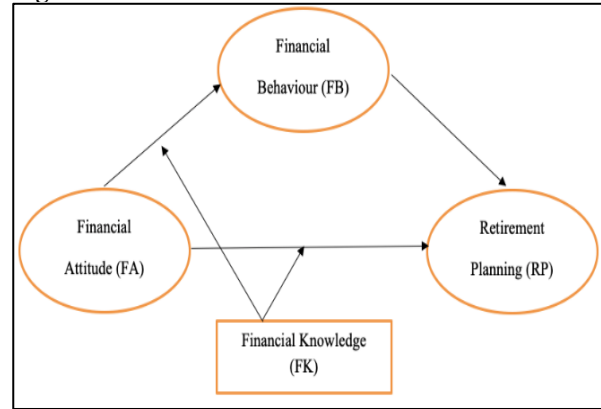 Financial
Behaviour (FB)
Financial
Attitude (FA)
Retirement
Planning (RP)
Financial Knowledge
(FK)